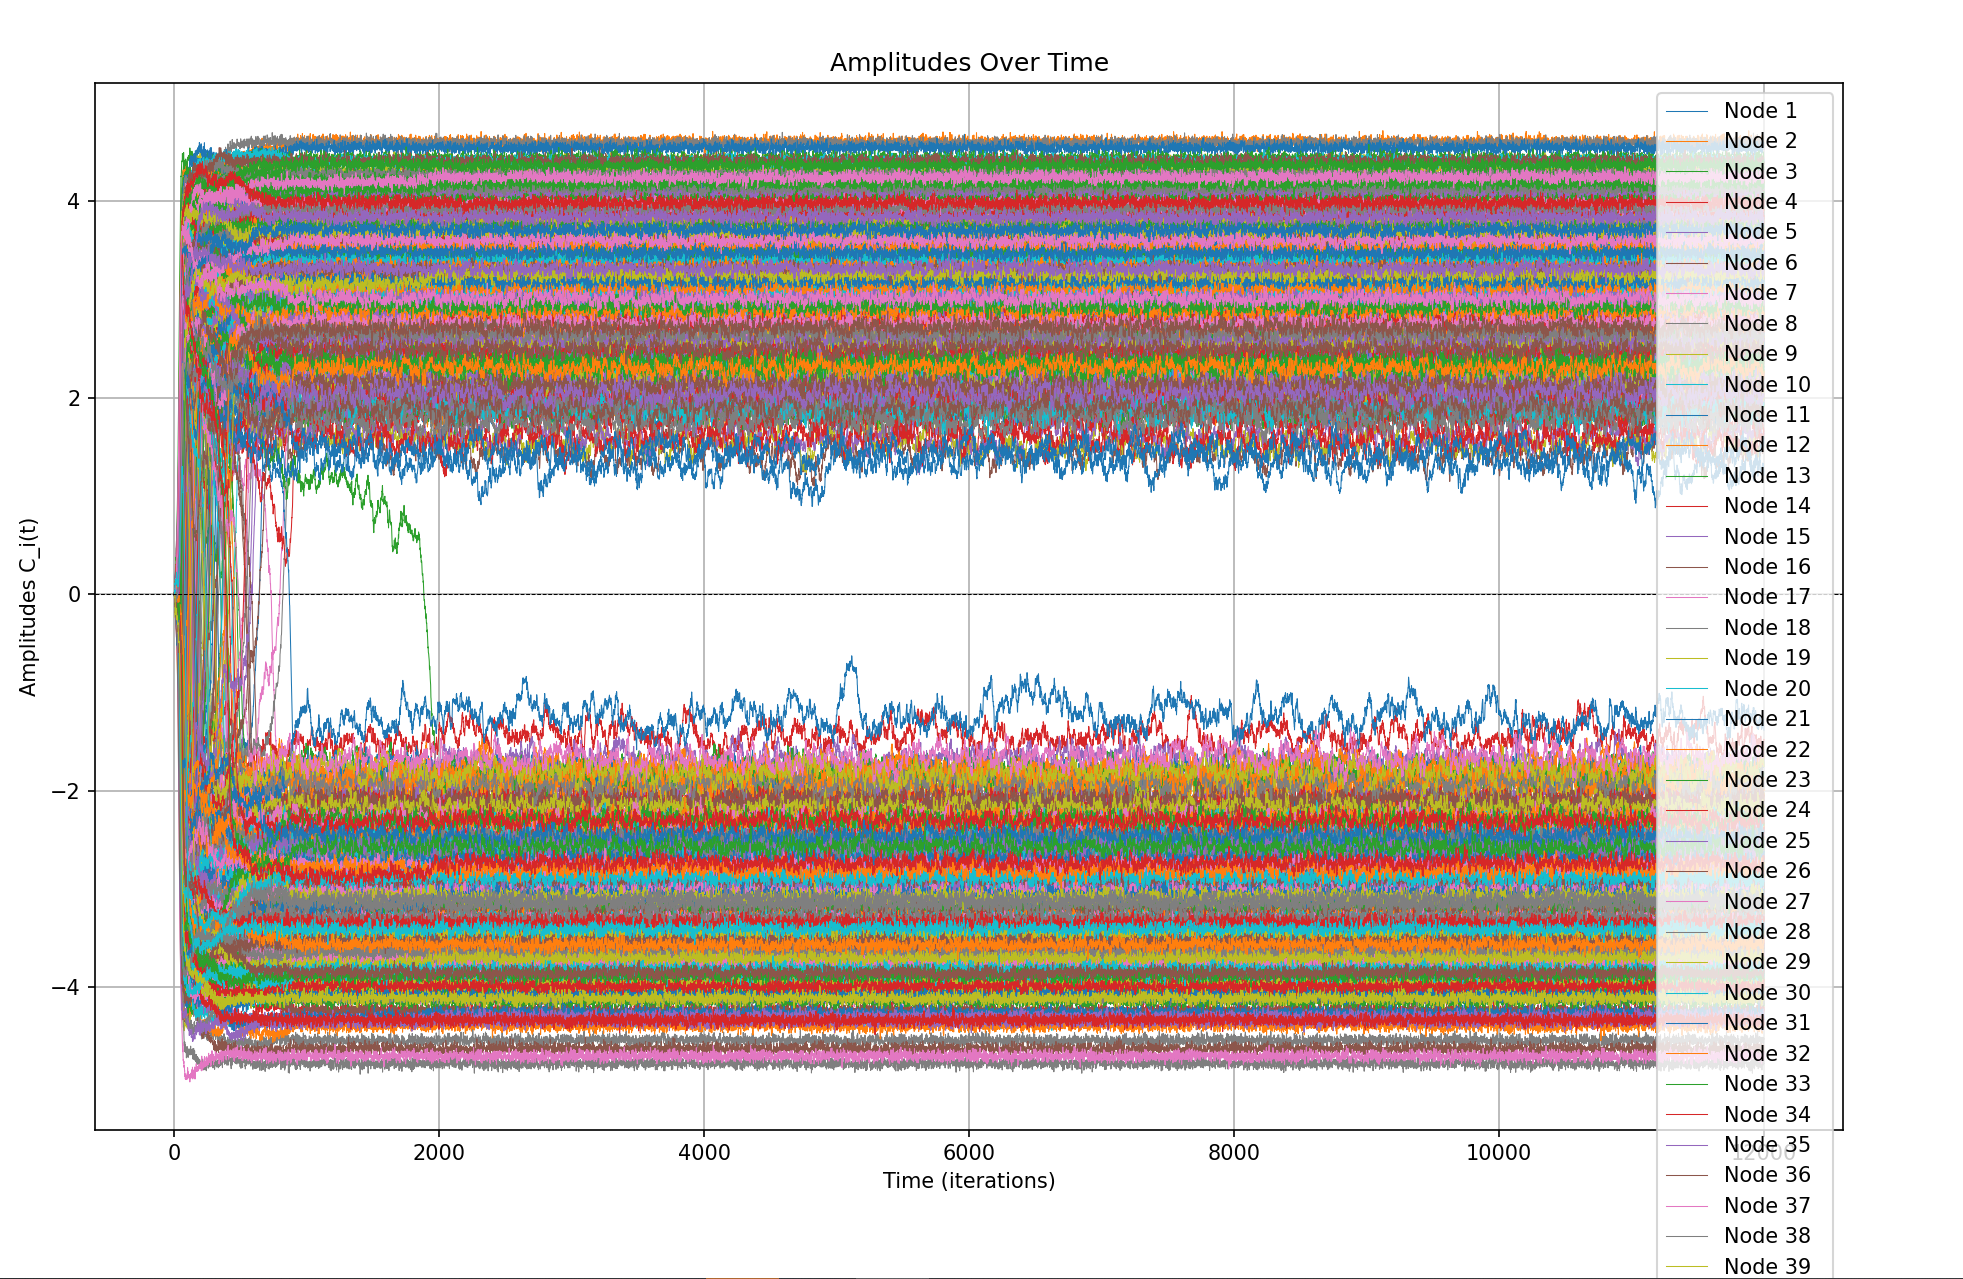 Amplitudes Over Time
Amplitudes C_i(t)
4
2
0
−2
−4
0
2000
4000
6000
8000
10000
12000
Time (iterations)
Node 1
Node 2
Node 3
Node 4
Node 5
Node 6
Node 7
Node 8
Node 9
Node 10
Node 11
Node 12
Node 13
Node 14
Node 15
Node 16
Node 17
Node 18
Node 19
Node 20
Node 21
Node 22
Node 23
Node 24
Node 25
Node 26
Node 27
Node 28
Node 29
Node 30
Node 31
Node 32
Node 33
Node 34
Node 35
Node 36
Node 37
Node 38
Node 39